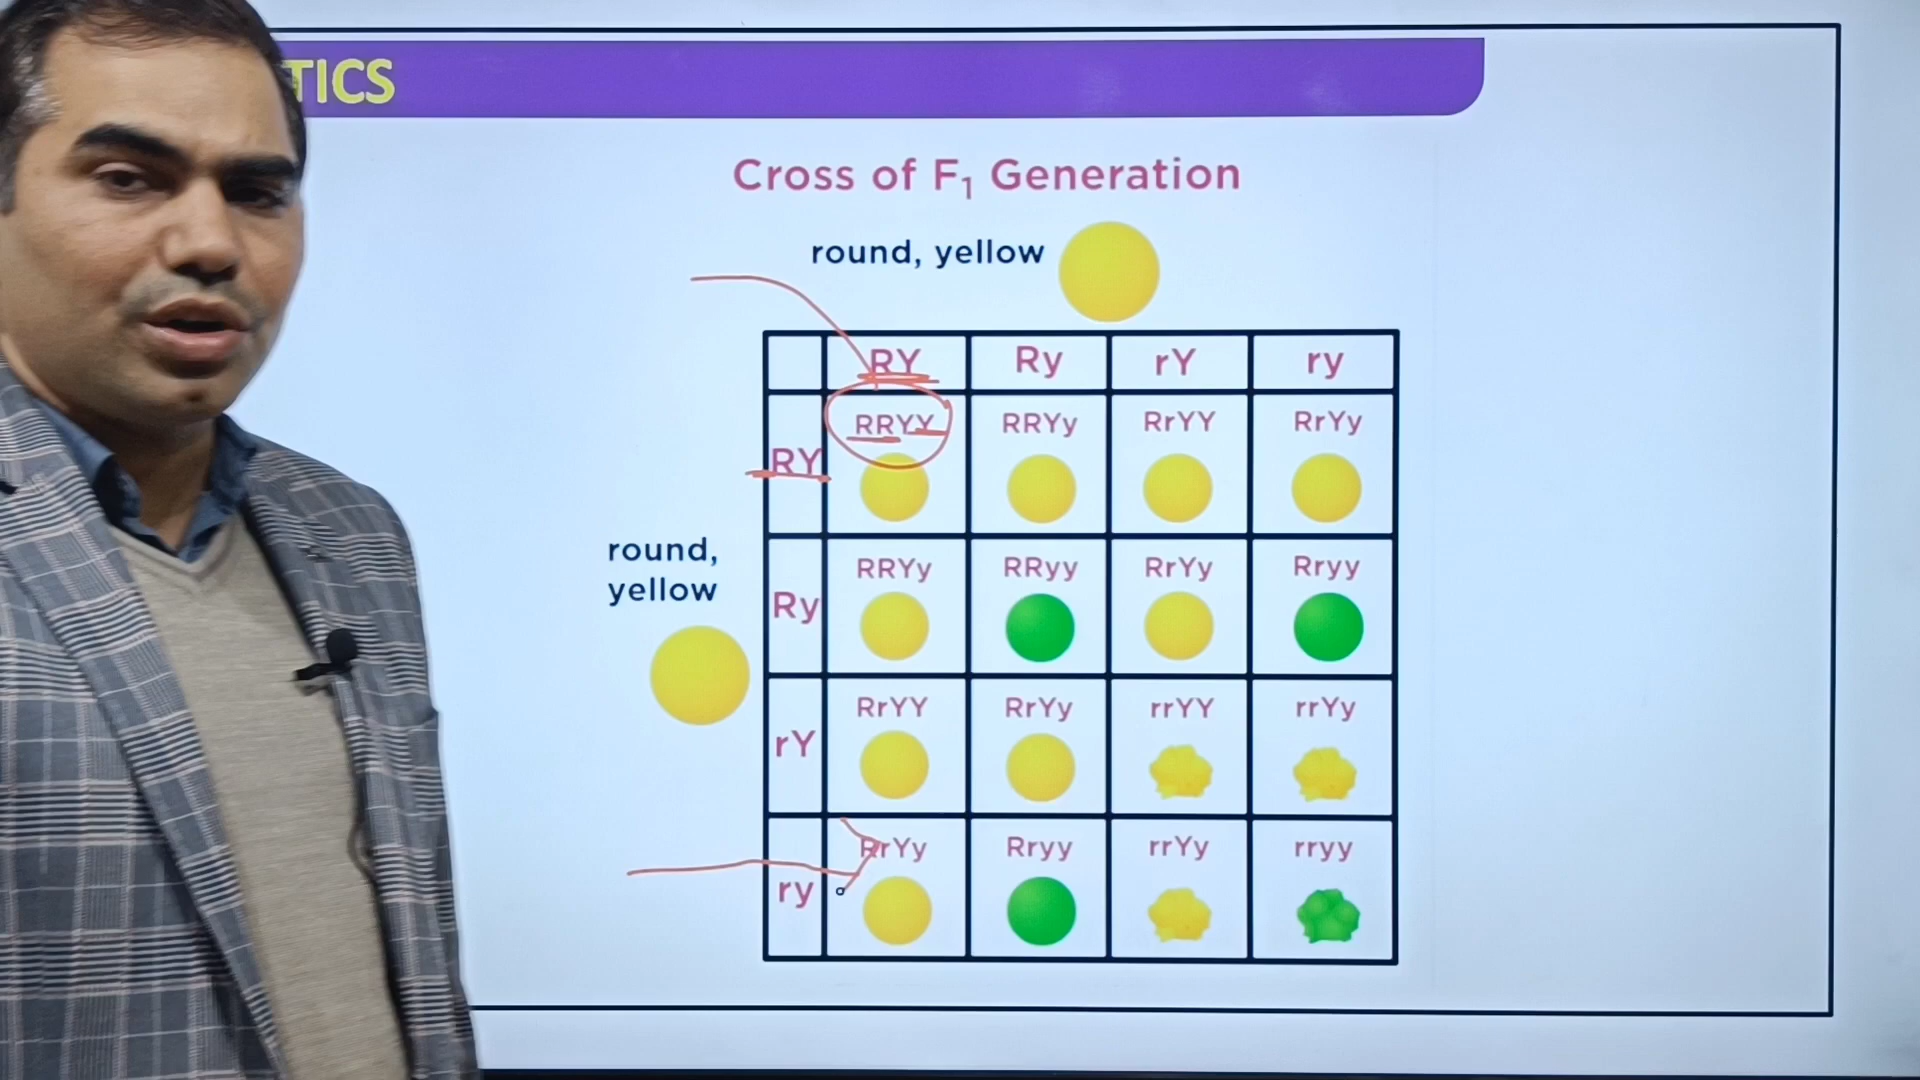 TICS
Cross of F₁ Generation
round, yellow
RY Ry rY ry
RRYY RRYy RrYY RrYy
RY
round,
yellow
RRYy RRyy RrYy Rryy
Ry
RrYY RrYy rrYY rrYy
rY
RrYy Rryy rrYy rryy
ry